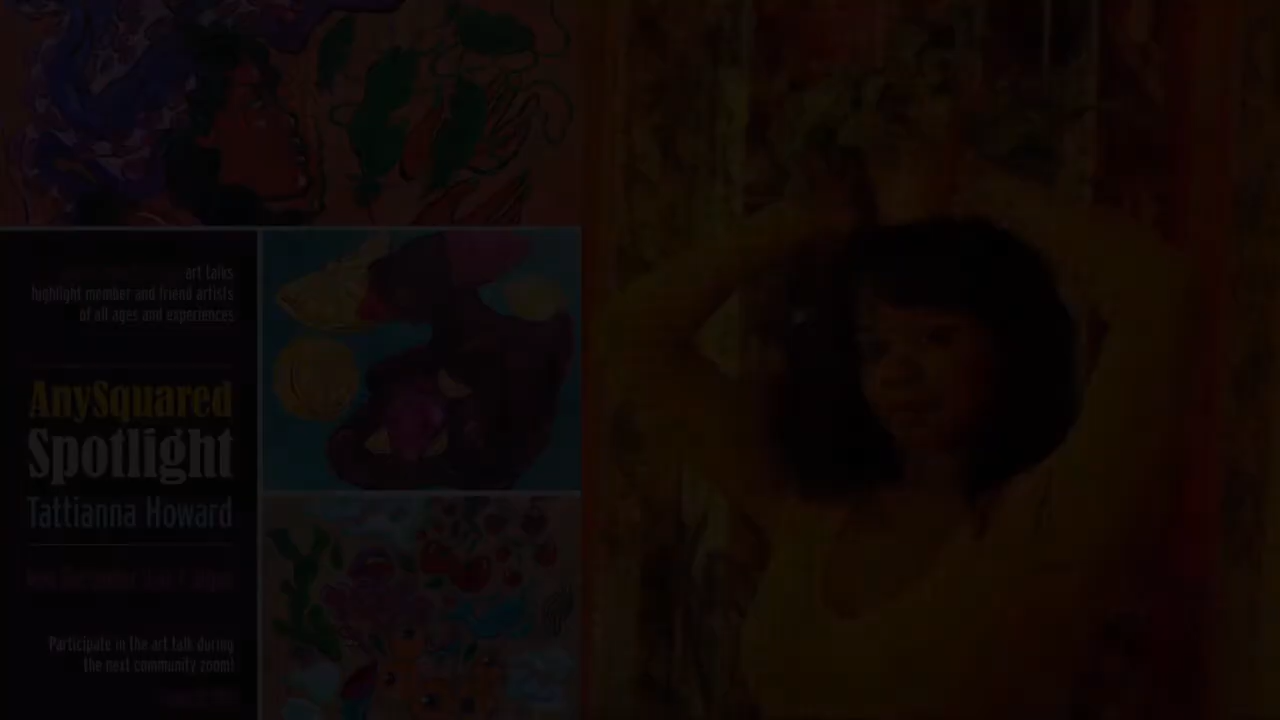 art talks
highlight member and friend artists
of all ages and experiences
AnySquared
Spotlight
Tattianna Howard
Participate in the art talk during
the next community zoom!